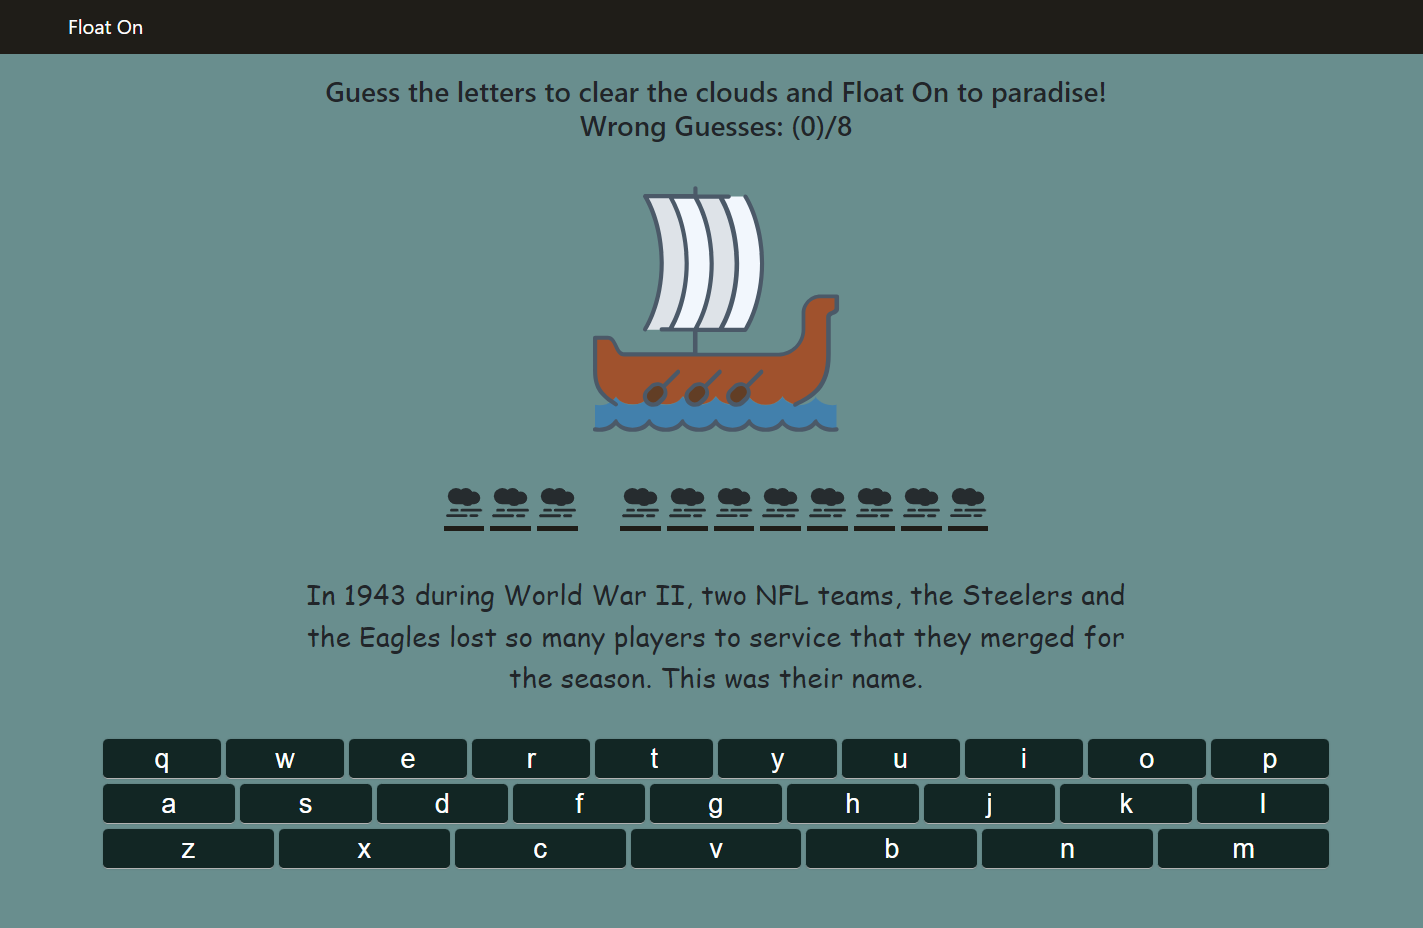 Float On
Guess the letters to clear the clouds and Float On to paradise!
Wrong Guesses: (0)/8
In 1943 during World War II, two NFL teams, the Steelers and
the Eagles lost so many players to service that they merged for
the season. This was their name.
q w e r t y u i o p
a s d f g h j k l
z x c v b n m